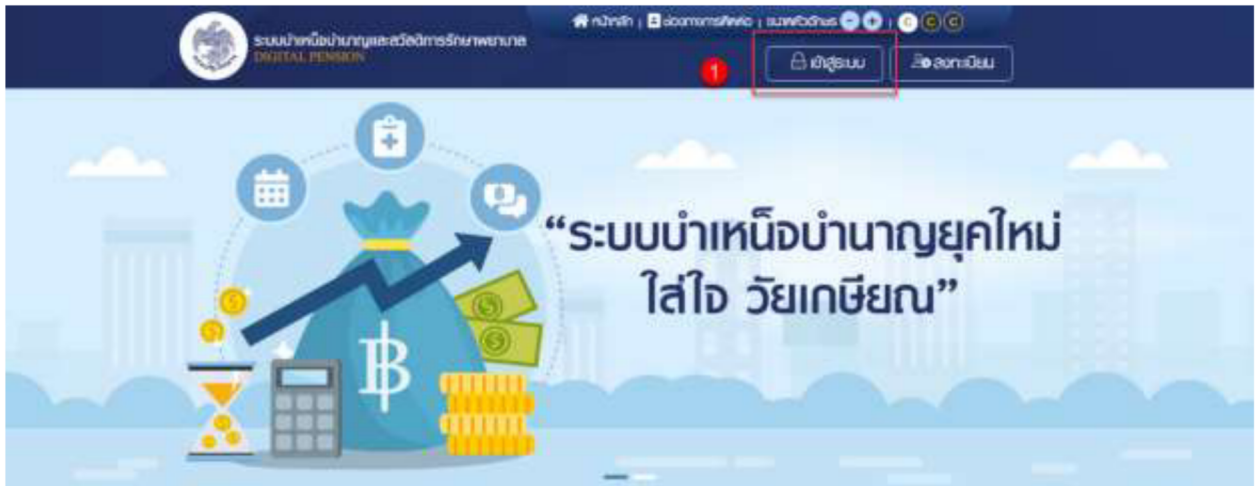 หน้าหลัก | ช่องทางการติดต่อ | ขนาดตัวอักษร - + | C C C
ระบบบำเหน็จบำนาญและสวัสดิการรักษาพยาบาล
DIGITAL PENSION
1
เข้าสู่ระบบ
ลงทะเบียน
“ระบบบำเหน็จบำนาญยุคใหม่
ใส่ใจ วัยเกษียณ”
฿